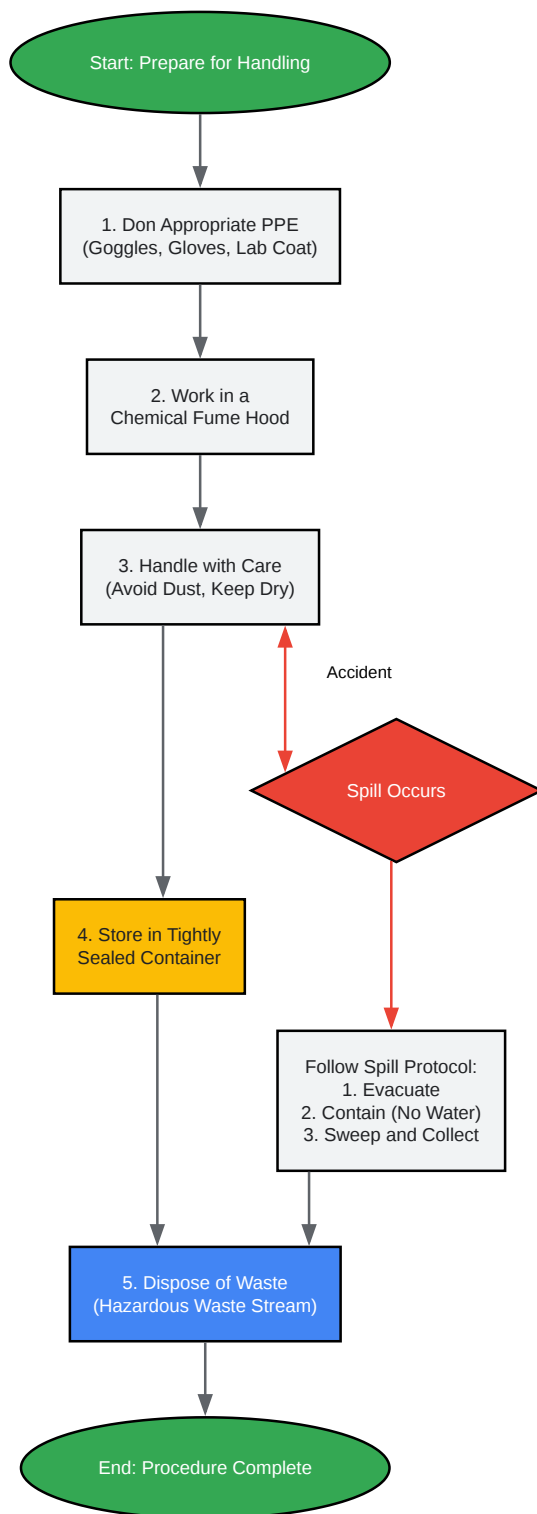 Start: Prepare for Handling
1. Don Appropriate PPE
(Goggles, Gloves, Lab Coat)
2. Work in a
Chemical Fume Hood
3. Handle with Care
(Avoid Dust, Keep Dry)
Accident
Spill Occurs
4. Store in Tightly
Sealed Container
Follow Spill Protocol:
1. Evacuate
2. Contain (No Water)
3. Sweep and Collect
5. Dispose of Waste
(Hazardous Waste Stream)
End: Procedure Complete